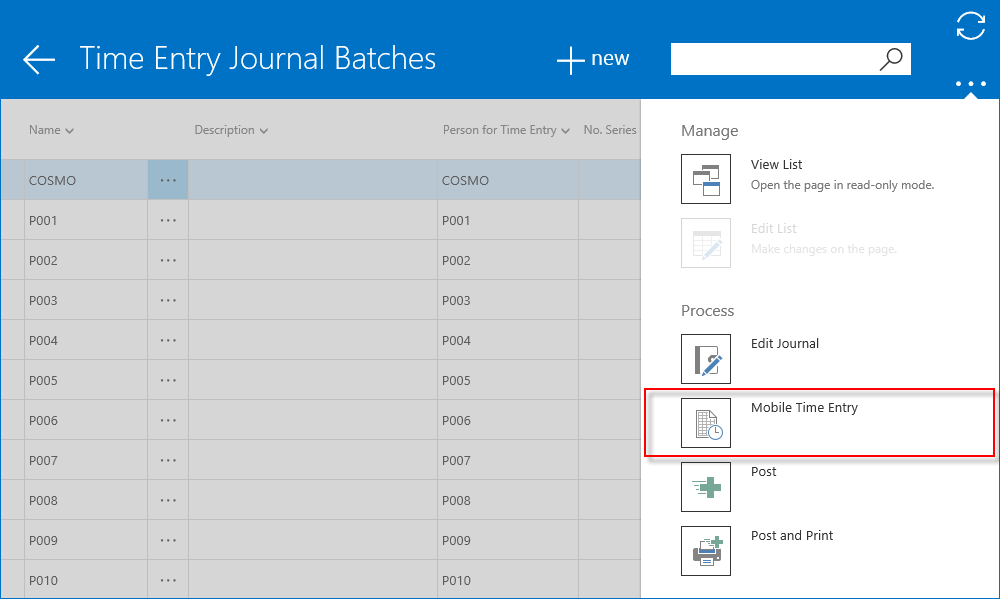 Time Entry Journal Batches
new
Name Description Person for Time Entry No. Series
COSMO ... COSMO
P001 ... P001
P002 ... P002
P003 ... P003
P004 ... P004
P005 ... P005
P006 ... P006
P007 ... P007
P008 ... P008
P009 ... P009
P010 ... P010
Manage
View List
Open the page in read-only mode.
Edit List
Make changes on the page.
Process
Edit Journal
Mobile Time Entry
Post
Post and Print